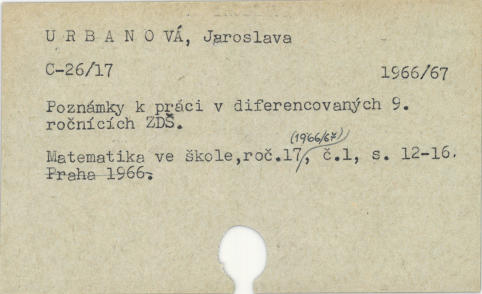 URBANOVÁ, Jaroslava
C-26/17 1966/67
Poznámky k práci v diferencovaných 9.
ročnících ZDŠ.
(1966/67)
Matematika ve škole,roč.17, č.1, s. 12-16.
Praha 1966.